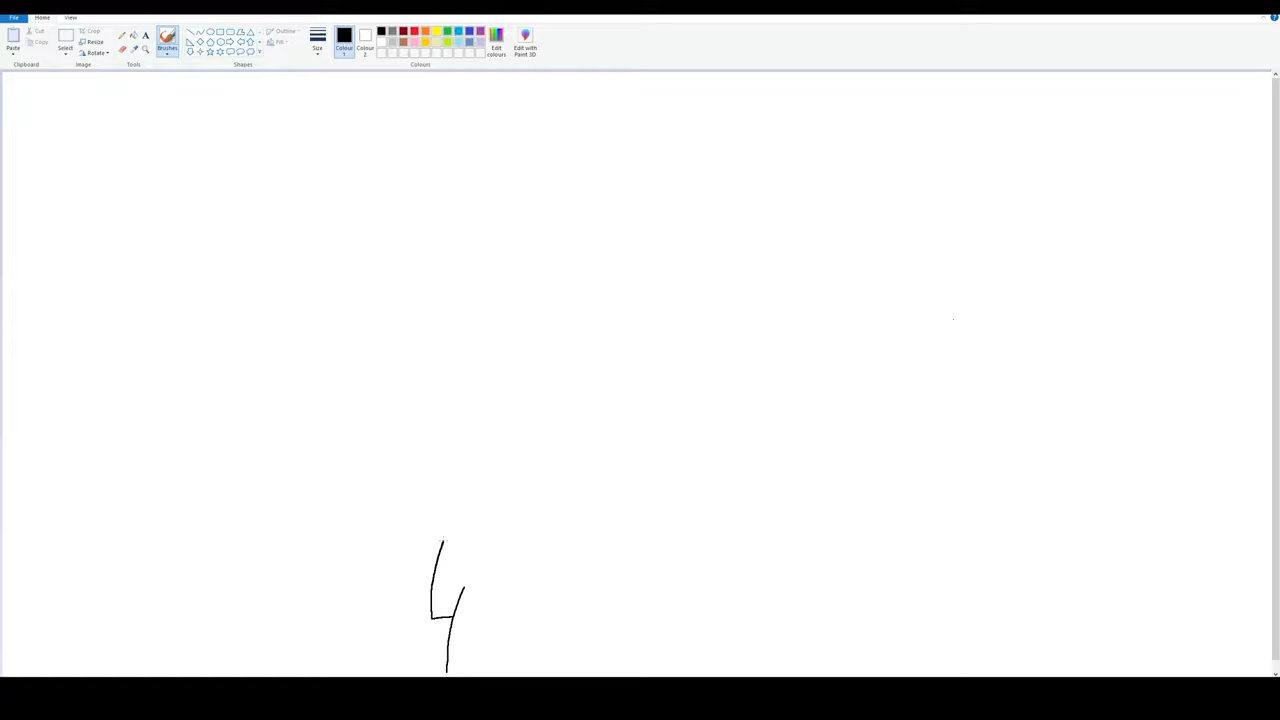 File Home View
Paste
Cut
Copy
Clipboard
Select
Crop
Resize
Rotate
Image
A
Brushes
Tools
Shapes
Outline
Fill
Size
Colour 1
Colour 2
Edit colours
Colours
Edit with Paint 3D
4